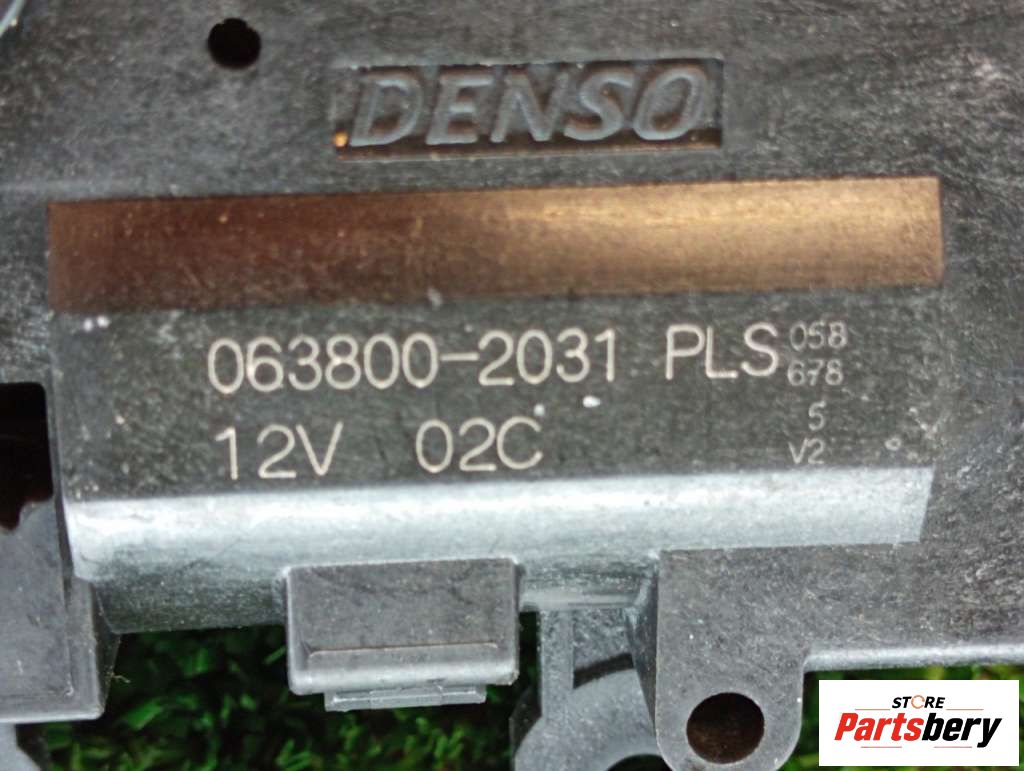 DENSO
063800-2031 PLS 058
678
12V 02C 5
V2
STORE
Partsbery